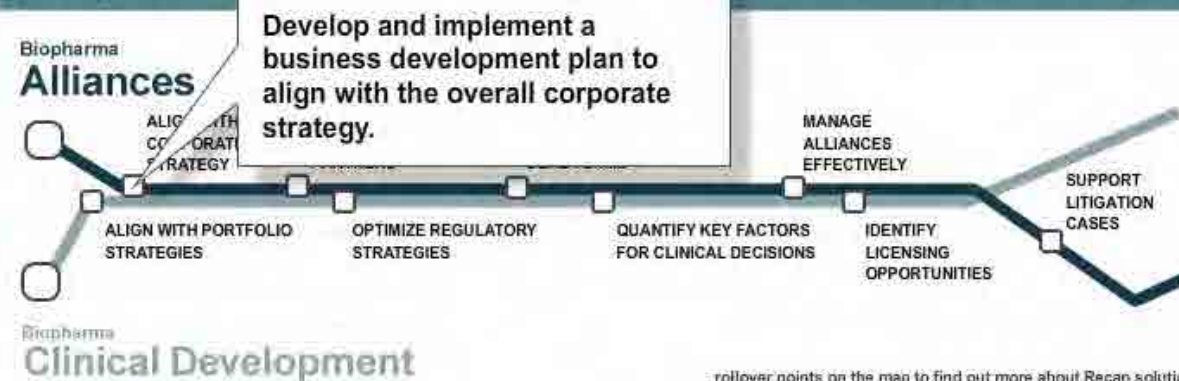 Develop and implement a
business development plan to
align with the overall corporate
strategy.
Biopharma
Alliances
STRATEGY
MANAGE
ALLIANCES
EFFECTIVELY
SUPPORT
LITIGATION
CASES
ALIGN WITH PORTFOLIO
STRATEGIES
OPTIMIZE REGULATORY
STRATEGIES
QUANTIFY KEY FACTORS
FOR CLINICAL DECISIONS
IDENTIFY
LICENSING
OPPORTUNITIES
Biopharma
Clinical Development
rollover points on the map to find out more about Recap